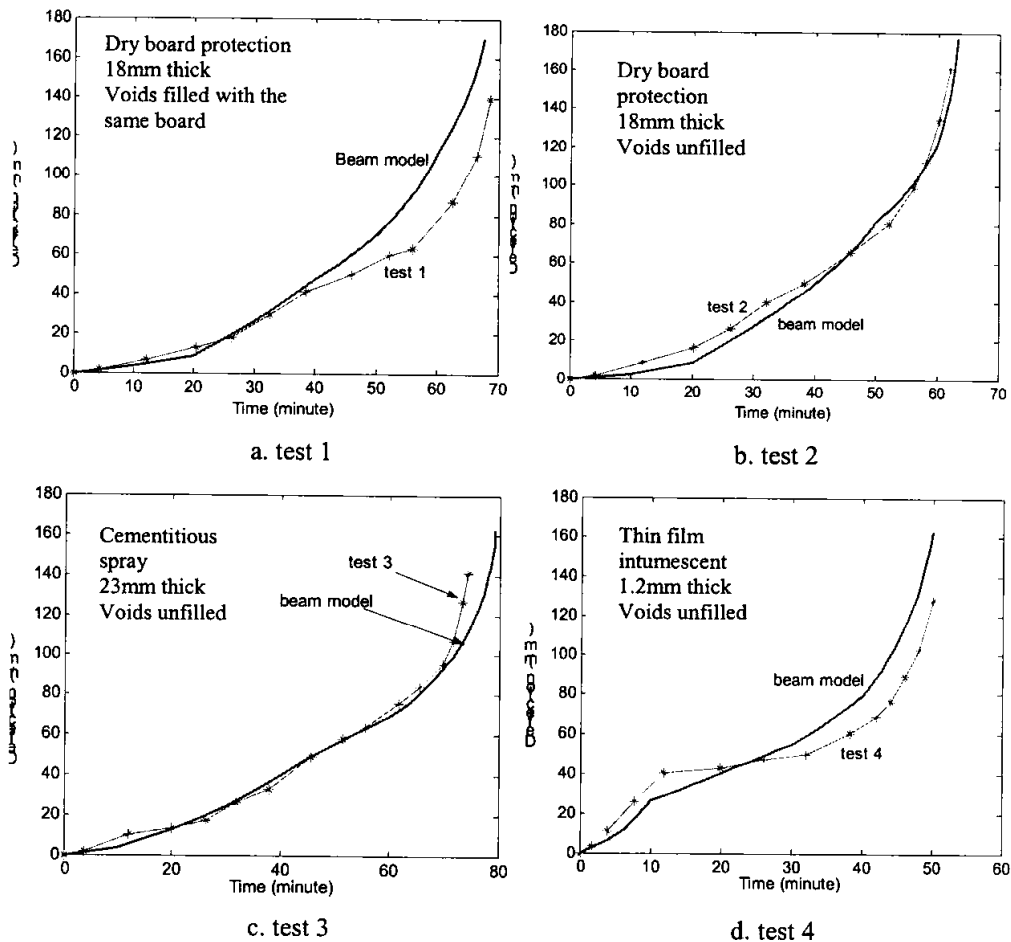 180
160
140
120
100
80
60
40
20
0
Dry board protection
18mm thick
Voids filled with the
same board
Beam model
test 1
0 10 20 30 40 50 60 70
Time (minute)
a. test 1
180
160
140
120
100
80
60
40
20
0
Dry board
protection
18mm thick
Voids unfilled
test 2
beam model
0 10 20 30 40 50 60 70
Time (minute)
b. test 2
180
160
140
120
100
80
60
40
20
0
Cementitious
spray
23mm thick
Voids unfilled
test 3
beam model
0 20 40 60 80
Time (minute)
c. test 3
180
160
140
120
100
80
60
40
20
0
Thin film
intumescent
1.2mm thick
Voids unfilled
beam model
test 4
0 10 20 30 40 50 60
Time (minute)
d. test 4